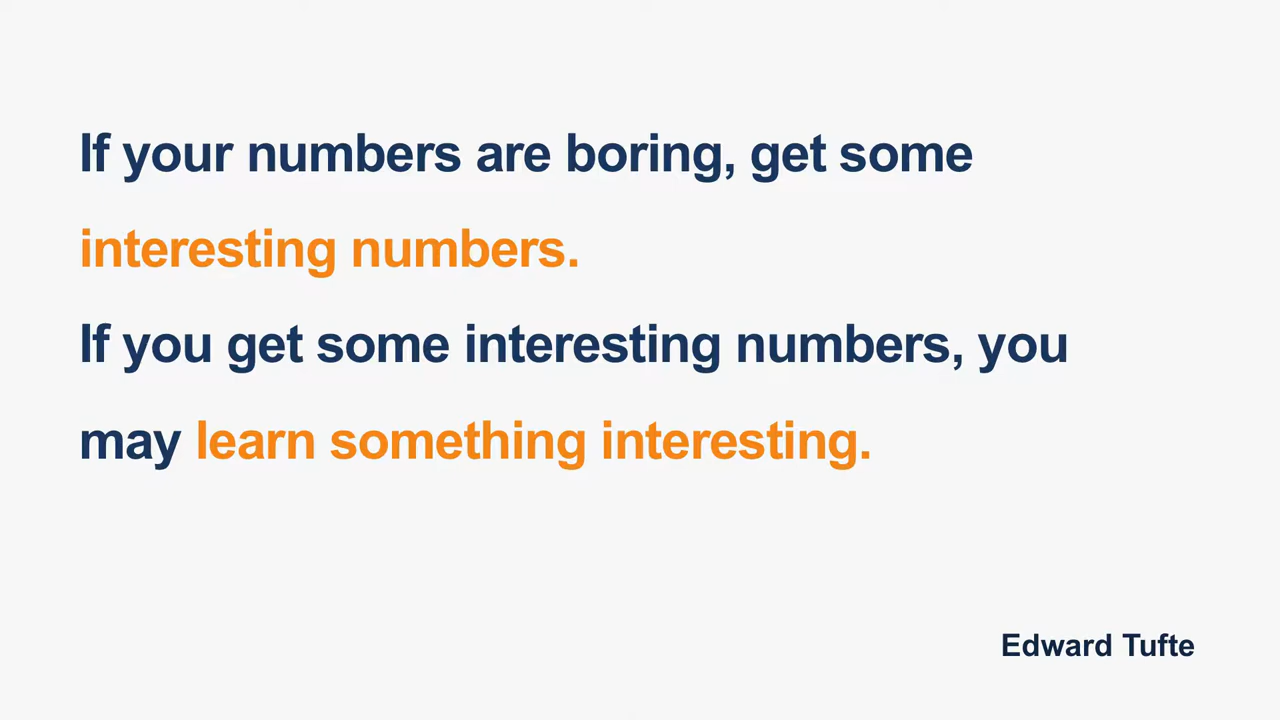 If your numbers are boring, get some
interesting numbers.
If you get some interesting numbers, you
may learn something interesting.
Edward Tufte